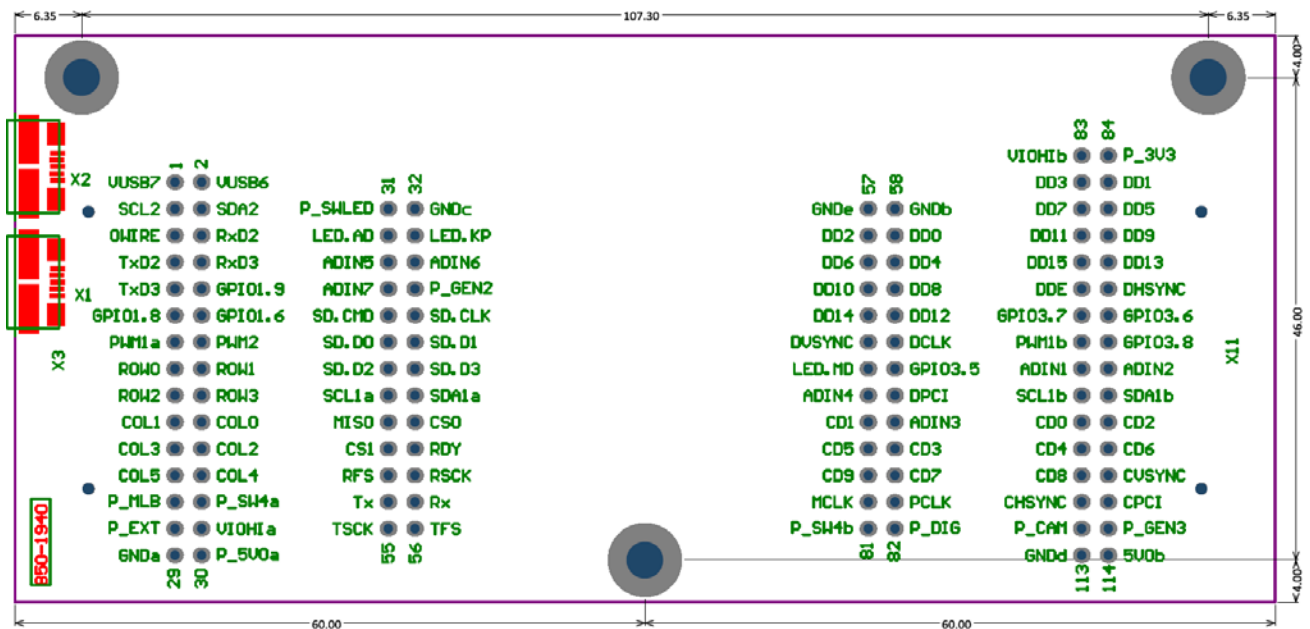 6.35 107.30 6.35
4.00
83 84
VIOHIb P_3V3
1 2
X2
VUSB7 VUSB6
31 32
57 58
DD3 DD1
SCL2 SDA2
P_SWLED GNDc
GNDe GNDb
DD7 DD5
OWIRE RxD2
LED.AD LED.KP
DD2 DD0
DD11 DD9
TxD2 RxD3
ADIN5 ADIN6
DD6 DD4
DD15 DD13
X1
TxD3 GPIO1.9
ADIN7 P_GEN2
DD10 DD8
DDE DHSYNC
GPIO1.8 GPIO1.6
SD.CMD SD.CLK
DD14 DD12
GPIO3.7 GPIO3.6
46.00
X3
PWM1a PWM2
SD.D0 SD.D1
DVSYNC DCLK
PWM1b GPIO3.8
X11
ROW0 ROW1
SD.D2 SD.D3
LED.MD GPIO3.5
ADIN1 ADIN2
ROW2 ROW3
SCL1a SDA1a
ADIN4 DPCI
SCL1b SDA1b
COL1 COL0
MISO CS0
CD1 ADIN3
CD0 CD2
COL3 COL2
CS1 RDY
CD5 CD3
CD4 CD6
COL5 COL4
RFS RSCK
CD9 CD7
CD8 CVSYNC
P_MLB P_SW4a
Tx Rx
MCLK PCLK
CHSYNC CPCI
P_EXT VIOHIa
TSCK TFS
P_SW4b P_DIG
P_CAM P_GEN3
850-1940
GNDa P_5V0a
55 56
81 82
GNDd 5V0b
29 30
113 114
4.00
60.00 60.00